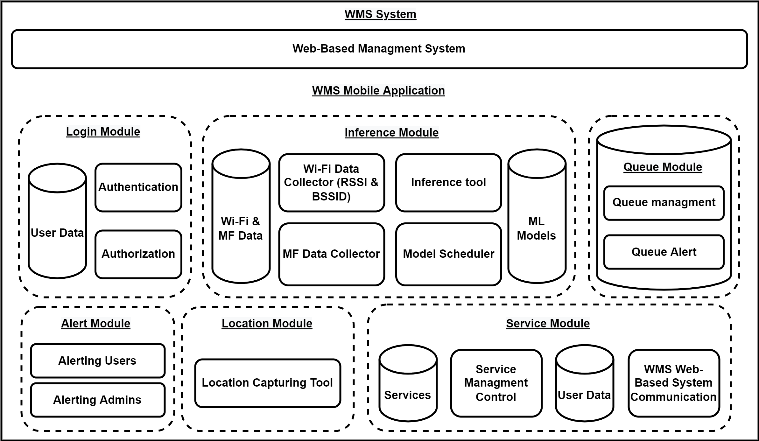 WMS System
Web-Based Managment System
WMS Mobile Application
Login Module
User Data
Authentication
Authorization
Inference Module
Wi-Fi &
MF Data
Wi-Fi Data
Collector (RSSI &
BSSID)
Inference tool
MF Data Collector
Model Scheduler
ML
Models
Queue Module
Queue managment
Queue Alert
Alert Module
Alerting Users
Alerting Admins
Location Module
Location Capturing Tool
Service Module
Services
Service
Managment
Control
User Data
WMS Web-
Based System
Communication